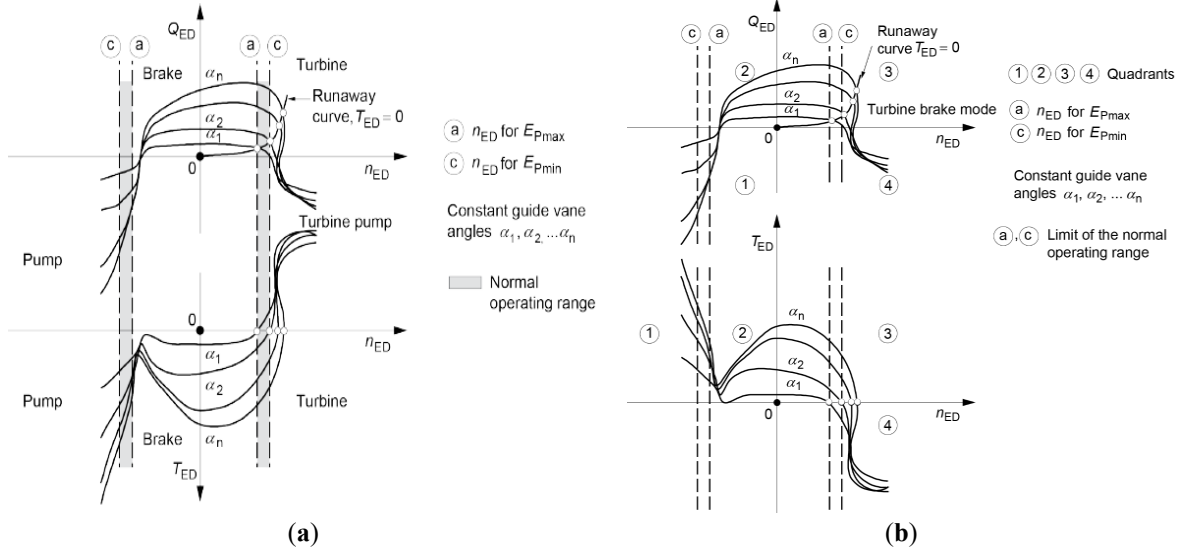 Q_ED
c a a c
Brake
Turbine
α_n
Runaway
curve, T_ED = 0
α_2
α_1
0
n_ED
Turbine pump
Pump
0
n_ED
α_1
α_2
Pump
Turbine
Brake
α_n
T_ED
a n_ED for E_Pmax
c n_ED for E_Pmin
Constant guide vane
angles α_1, α_2, ...α_n
Normal
operating range
(a)
Q_ED
c a a c
Runaway
curve T_ED = 0
2
α_n
3
α_2
Turbine brake mode
α_1
0
n_ED
1
4
T_ED
α_n
1
2
3
α_2
α_1
0
n_ED
4
1 2 3 4 Quadrants
a n_ED for E_Pmax
c n_ED for E_Pmin
Constant guide vane
angles α_1, α_2, ... α_n
a, c Limit of the normal
operating range
(b)